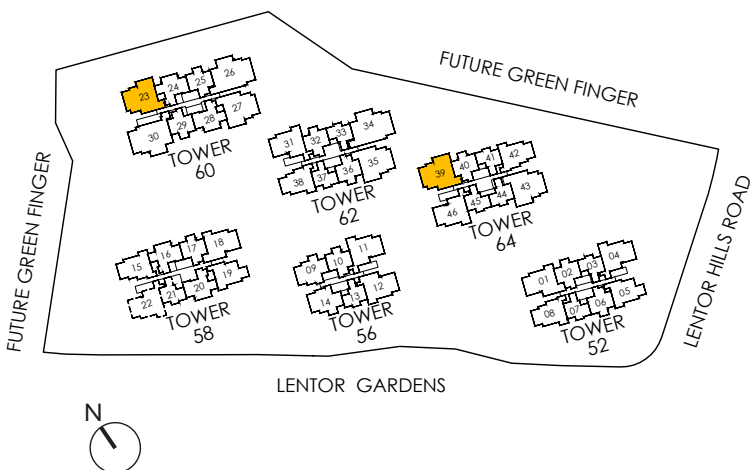 FUTURE GREEN FINGER
23 24 25 26
30 29 28 27
TOWER
60
31 32 33 34
38 37 36 35
TOWER
62
39 40 41 42
46 45 44 43
TOWER
64
FUTURE GREEN FINGER
15 16 17 18
22 21 20 19
TOWER
58
09 10 11
14 13 12
TOWER
56
01 02 03 04
08 07 06 05
TOWER
52
LENTOR HILLS ROAD
LENTOR GARDENS
N